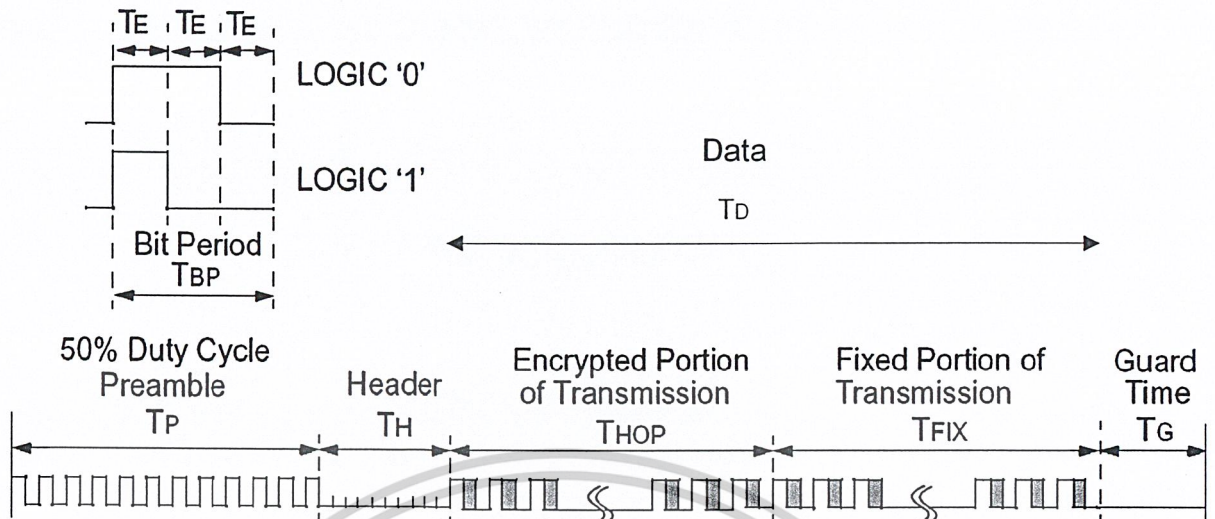 TE TE TE
LOGIC ‘0’
LOGIC ‘1’
Bit Period
TBP
Data
TD
50% Duty Cycle
Preamble
TP
Header
TH
Encrypted Portion
of Transmission
THOP
Fixed Portion of
Transmission
TFIX
Guard
Time
TG